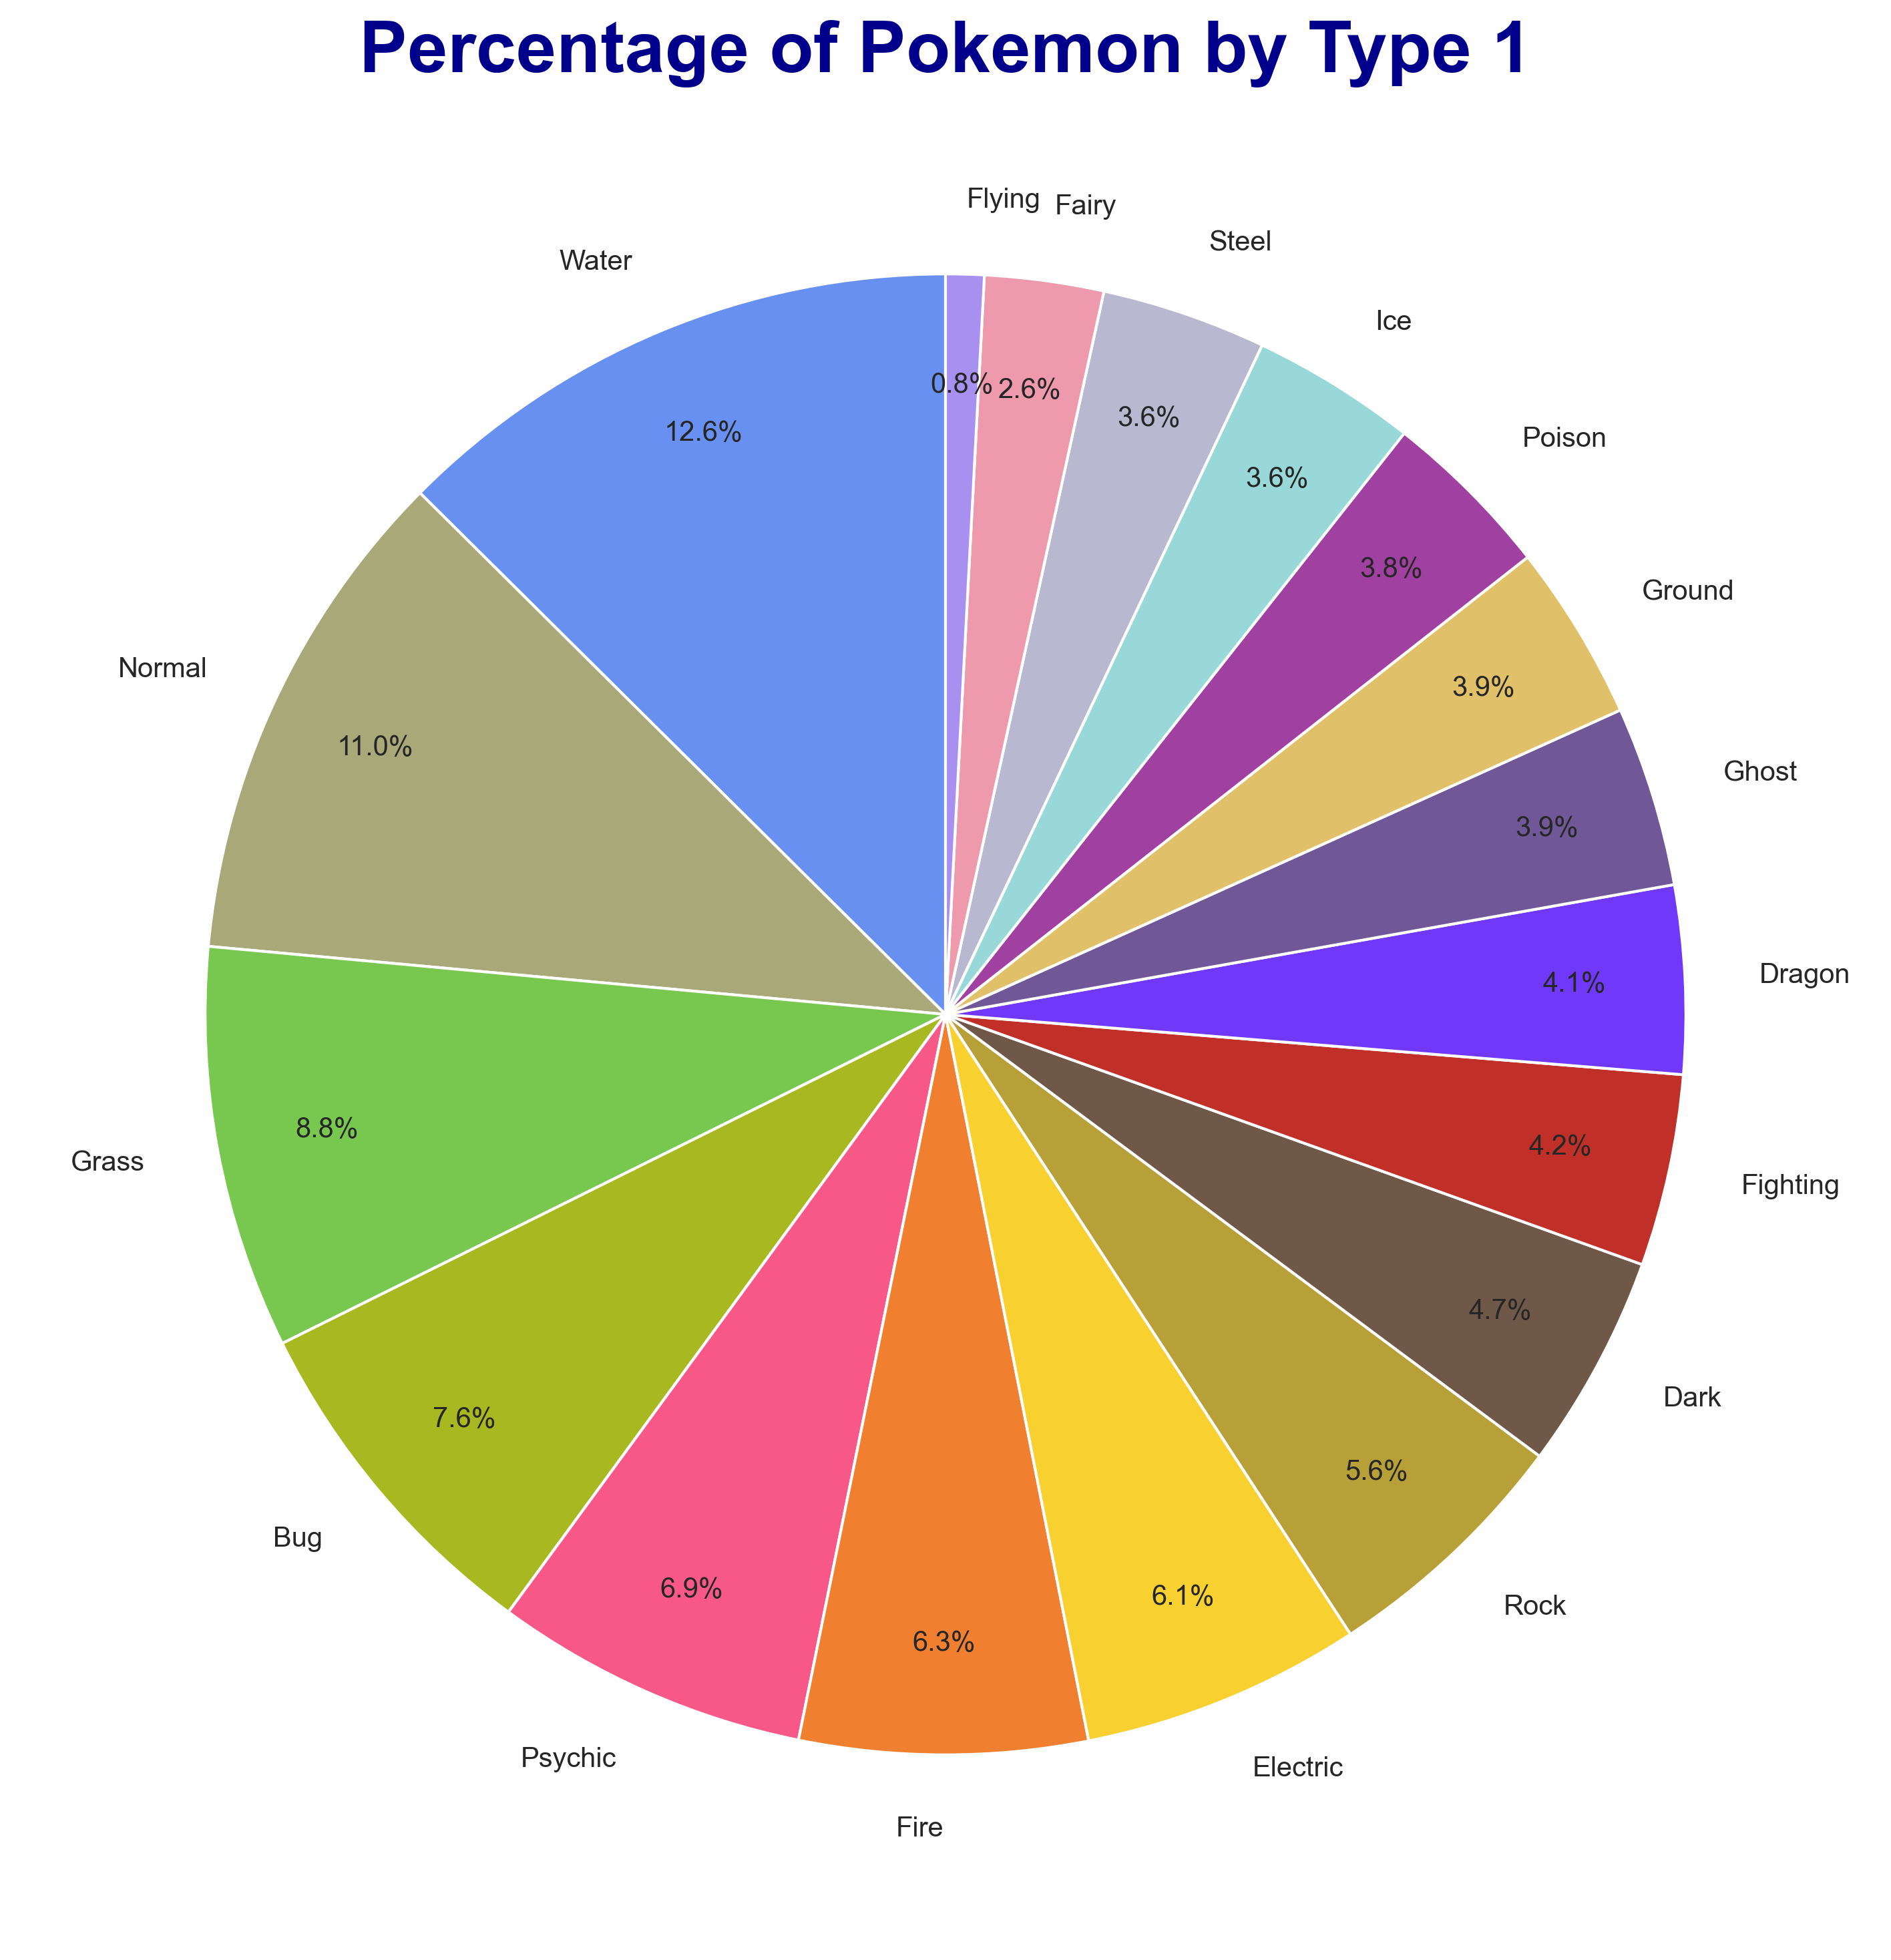 Percentage of Pokemon by Type 1
Flying
Fairy
Steel
Water
Ice
0.8%
2.6%
3.6%
12.6%
Poison
3.6%
3.8%
Ground
Normal
3.9%
11.0%
Ghost
3.9%
Dragon
4.1%
8.8%
4.2%
Grass
Fighting
4.7%
Dark
7.6%
5.6%
Bug
6.9%
6.1%
Rock
6.3%
Psychic
Electric
Fire